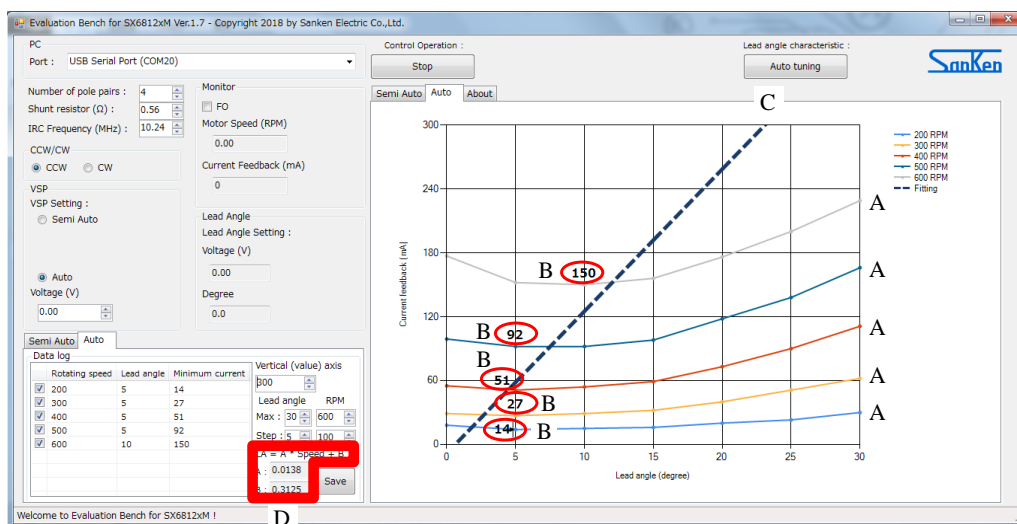 Evaluation Bench for SX6812xM Ver.1.7 - Copyright 2018 by Sanken Electric Co.,Ltd.
PC
Port : USB Serial Port (COM20)
Number of pole pairs : 4
Shunt resistor (Ω) : 0.56
IRC Frequency (MHz) : 10.24
CCW/CW
CCW CW
VSP
VSP Setting :
Semi Auto
Auto
Voltage (V)
0.00
Monitor
FO
Motor Speed (RPM)
0.00
Current Feedback (mA)
0
Lead Angle
Lead Angle Setting :
Voltage (V)
0.00
Degree
0.0
Semi Auto Auto
Data log
Rotating speed Lead angle Minimum current
200 5 14
300 5 27
400 5 51
500 5 92
600 10 150
Vertical (value) axis
300
Lead angle RPM
Max : 30 600
Step : 5 100
LA = A * Speed + B
A : 0.0138
B : 0.3125
Save
D
Control Operation :
Stop
Lead angle characteristic :
Auto tuning
SanKen
Semi Auto Auto About
C
300
240
180
120
60
0
Current feedback (mA)
0 5 10 15 20 25 30
Lead angle (degree)
B 150
B 92
B
51
27 B
14 B
A
A
A
A
A
200 RPM
300 RPM
400 RPM
500 RPM
600 RPM
Fitting
Welcome to Evaluation Bench for SX6812xM !